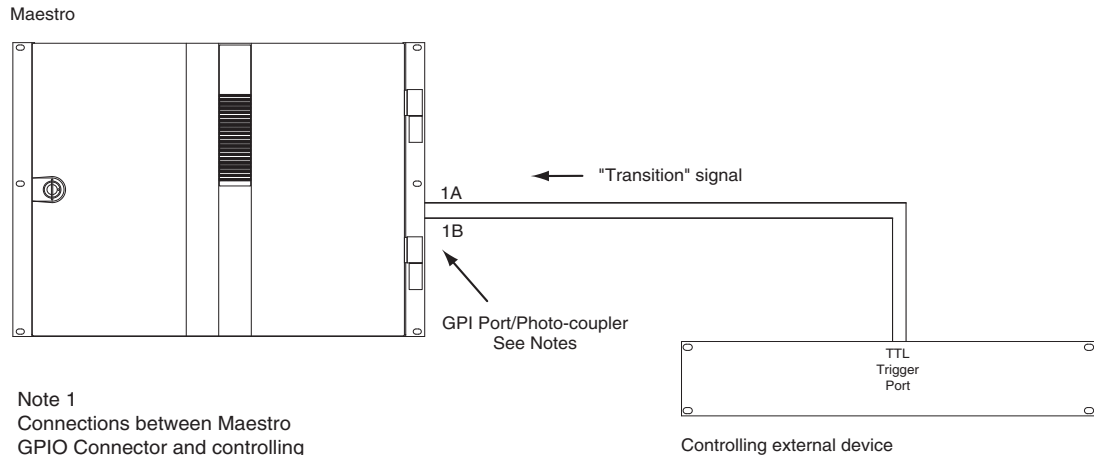 Maestro
"Transition" signal
1A
1B
GPI Port/Photo-coupler
See Notes
TTL
Trigger
Port
Note 1
Connections between Maestro
GPIO Connector and controlling
Controlling external device